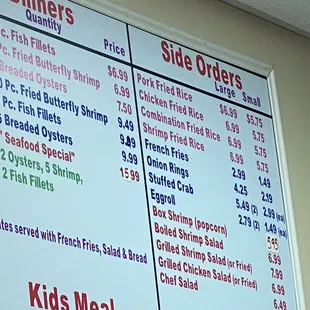 Dinners
Quantity Price
Pc. Fish Fillets $6.99
Pc. Fried Butterfly Shrimp 6.99
Breaded Oysters 7.50
Pc. Fried Butterfly Shrimp 9.49
Pc. Fish Fillets
Breaded Oysters 9.99
"Seafood Special" 15.99
2 Oysters, 5 Shrimp,
2 Fish Fillets
served with French Fries, Salad & Bread
Kids Meal
Side Orders
Large Small
Pork Fried Rice $6.99 $5.75
Chicken Fried Rice 6.99 5.75
Combination Fried Rice 6.99 5.75
Shrimp Fried Rice 6.99 5.75
French Fries 2.99 1.49
Onion Rings 4.25 2.99
Stuffed Crab 5.49 (2) 2.99 (ea)
Eggroll 2.79 (2) 1.49 (ea)
Box Shrimp (popcorn) 5.95
Boiled Shrimp Salad 6.99
Grilled Shrimp Salad (or Fried) 7.99
Grilled Chicken Salad (or Fried) 6.99
Chef Salad 6.49